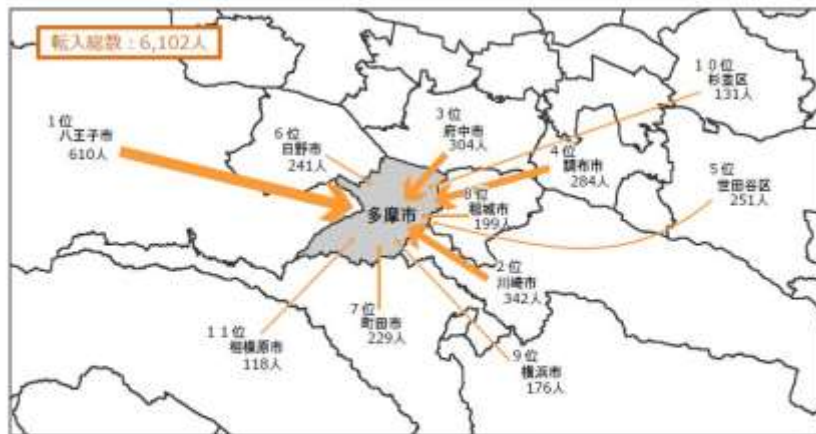 転入総数：6,102人
１０位
杉並区
131人
１位
八王子市
610人
３位
府中市
304人
６位
日野市
241人
４位
調布市
284人
５位
世田谷区
251人
８位
稲城市
199人
多摩市
２位
川崎市
342人
７位
町田市
229人
１１位
相模原市
118人
９位
横浜市
176人